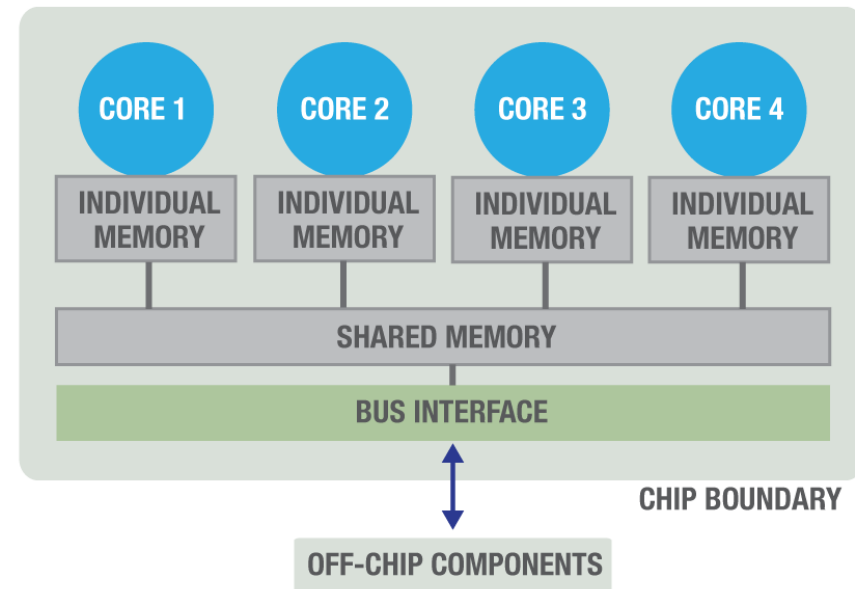 CORE 1
CORE 2
CORE 3
CORE 4
INDIVIDUAL
MEMORY
INDIVIDUAL
MEMORY
INDIVIDUAL
MEMORY
INDIVIDUAL
MEMORY
SHARED MEMORY
BUS INTERFACE
CHIP BOUNDARY
OFF-CHIP COMPONENTS